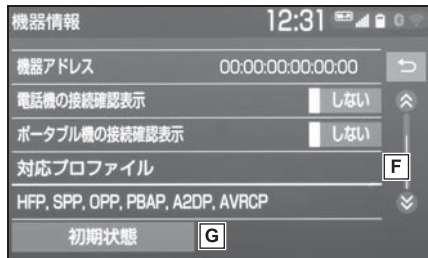 機器情報 12:31 0
機器アドレス 00:00:00:00:00:00
電話機の接続確認表示 しない
ポータブル機の接続確認表示 しない
対応プロファイル F
HFP, SPP, OPP, PBAP, A2DP, AVRCP
初期状態 G